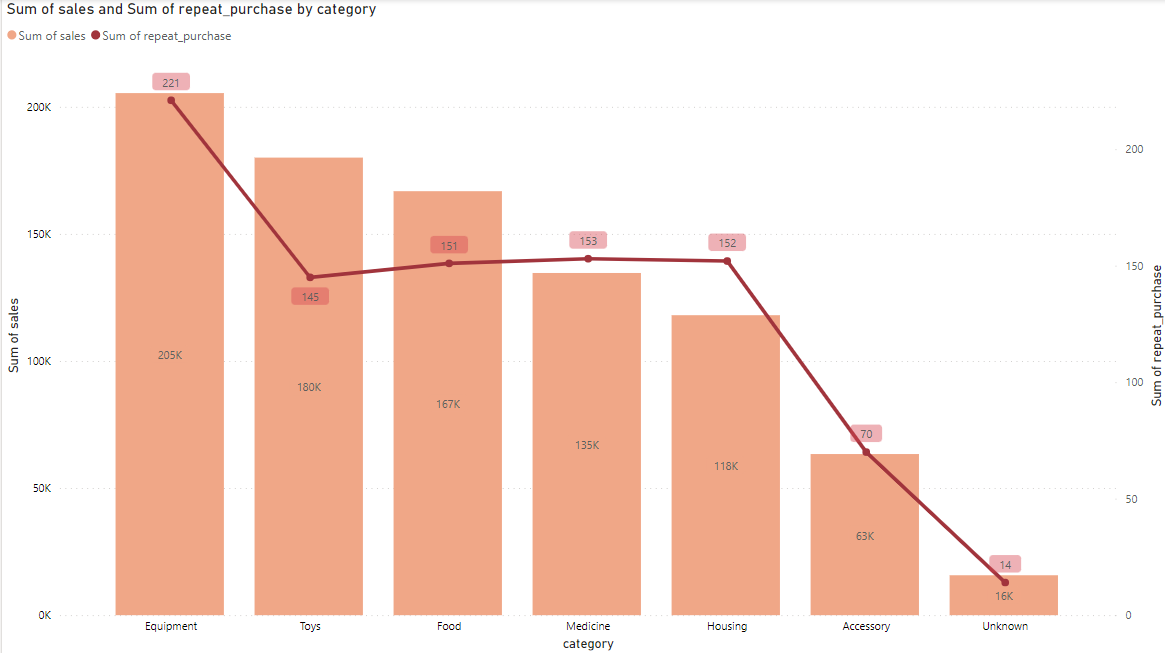 Sum of sales and Sum of repeat_purchase by category
Sum of sales Sum of repeat_purchase
221
200K
200
150K
153
152
151
150
145
Sum of sales
Sum of repeat_purchase
205K
100K
180K
100
167K
70
135K
118K
50K
50
63K
14
16K
0K
0
Equipment Toys Food Medicine Housing Accessory Unknown
category